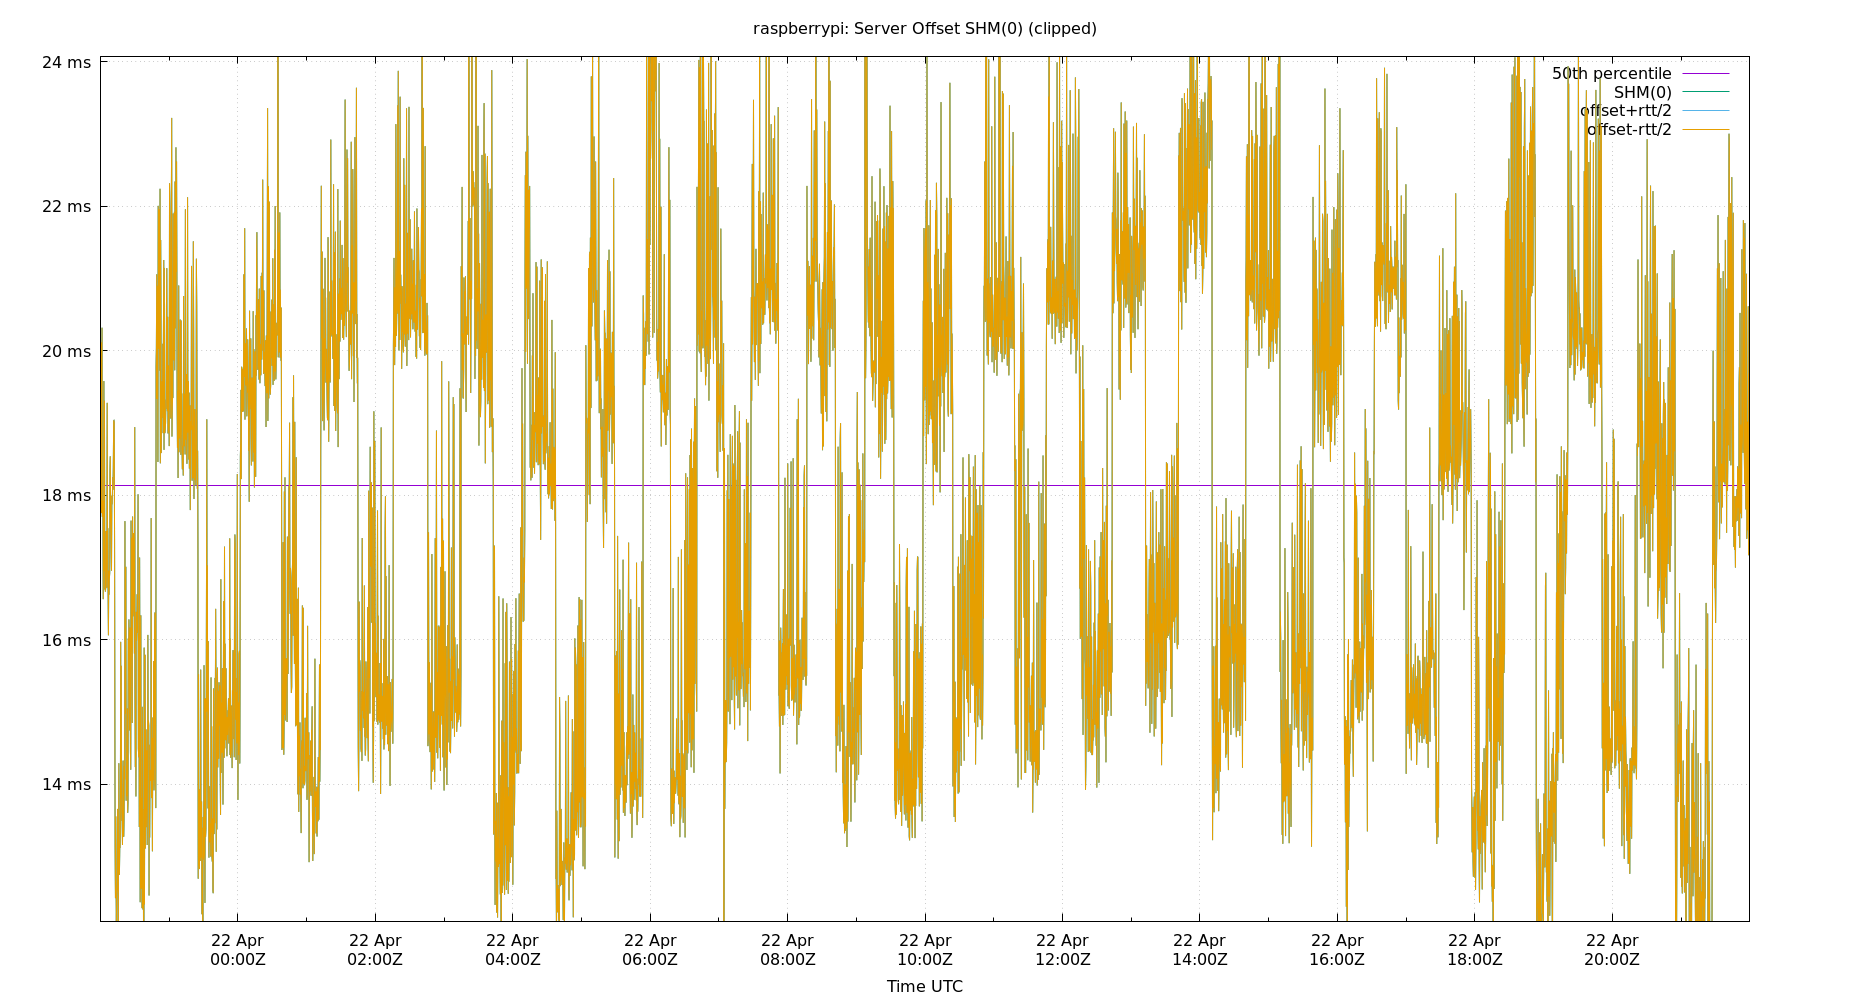 raspberrypi: Server Offset SHM(0) (clipped)
24 ms
22 ms
20 ms
18 ms
16 ms
14 ms
50th percentile
SHM(0)
offset+rtt/2
offset-rtt/2
22 Apr
00:00Z
22 Apr
02:00Z
22 Apr
04:00Z
22 Apr
06:00Z
22 Apr
08:00Z
22 Apr
10:00Z
22 Apr
12:00Z
22 Apr
14:00Z
22 Apr
16:00Z
22 Apr
18:00Z
22 Apr
20:00Z
Time UTC